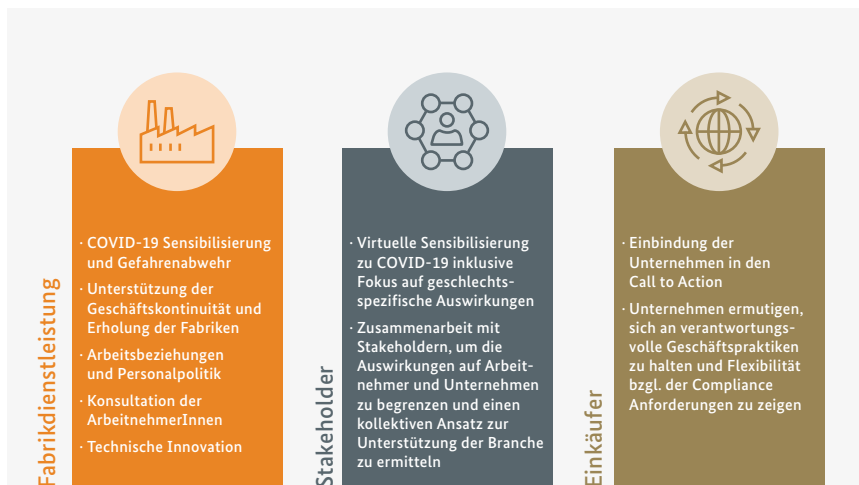 Fabrikdienstleistung
· COVID-19 Sensibilisierung
und Gefahrenabwehr
· Unterstützung der
Geschäftskontinuität und
Erholung der Fabriken
· Arbeitsbeziehungen
und Personalpolitik
· Konsultation der
ArbeitnehmerInnen
· Technische Innovation
Stakeholder
· Virtuelle Sensibilisierung
zu COVID-19 inklusive
Fokus auf geschlechts-
spezifische Auswirkungen
· Zusammenarbeit mit
Stakeholdern, um die
Auswirkungen auf Arbeit-
nehmer und Unternehmen
zu begrenzen und einen
kollektiven Ansatz zur
Unterstützung der Branche
zu ermitteln
Einkäufer
· Einbindung der
Unternehmen in den
Call to Action
· Unternehmen ermutigen,
sich an verantwortungs-
volle Geschäftspraktiken
zu halten und Flexibilität
bzgl. der Compliance
Anforderungen zu zeigen